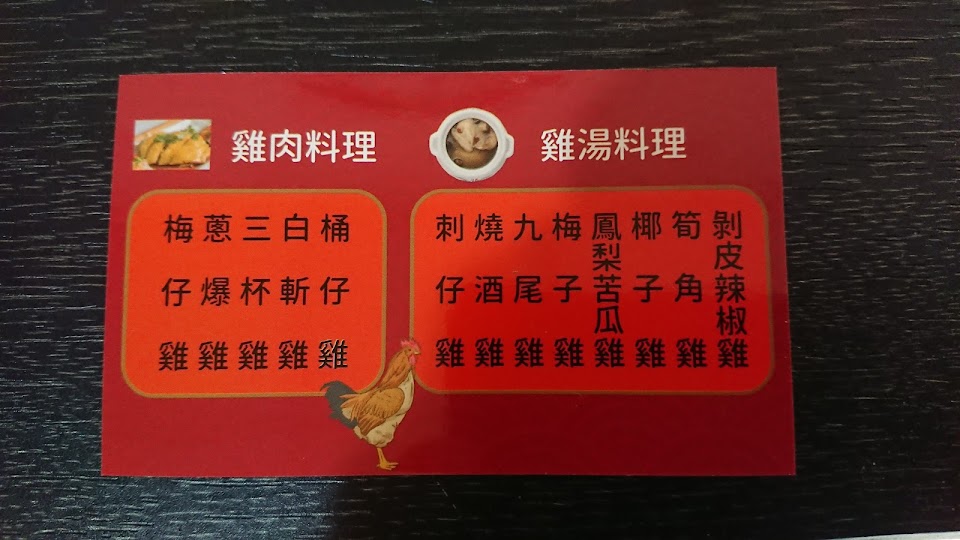 雞肉料理
桶仔雞
白斬雞
三杯雞
蔥爆雞
梅仔雞
雞湯料理
剝皮辣椒雞
筍角雞
椰子雞
鳳梨苦瓜雞
梅子雞
九尾雞
燒酒雞
刺仔雞